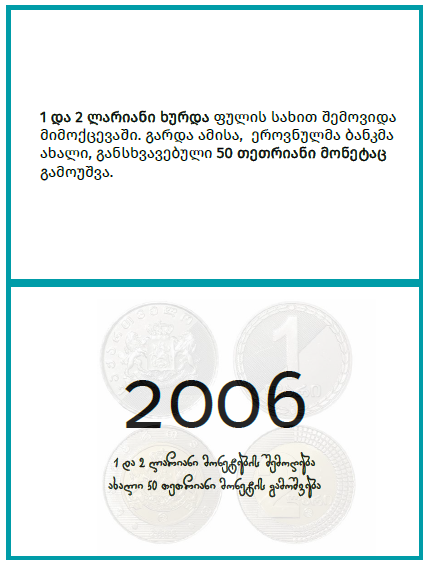 1 და 2 ლარიანი ხურდა ფულის სახით შემოვიდა
მიმოქცევაში. გარდა ამისა, ეროვნულმა ბანკმა
ახალი, განსხვავებული 50 თეთრიანი მონეტაც
გამოუშვა.
2006
1 და 2 ლარიანი მონეტების შემოღება
ახალი 50 თეთრიანი მონეტის გამოშვება